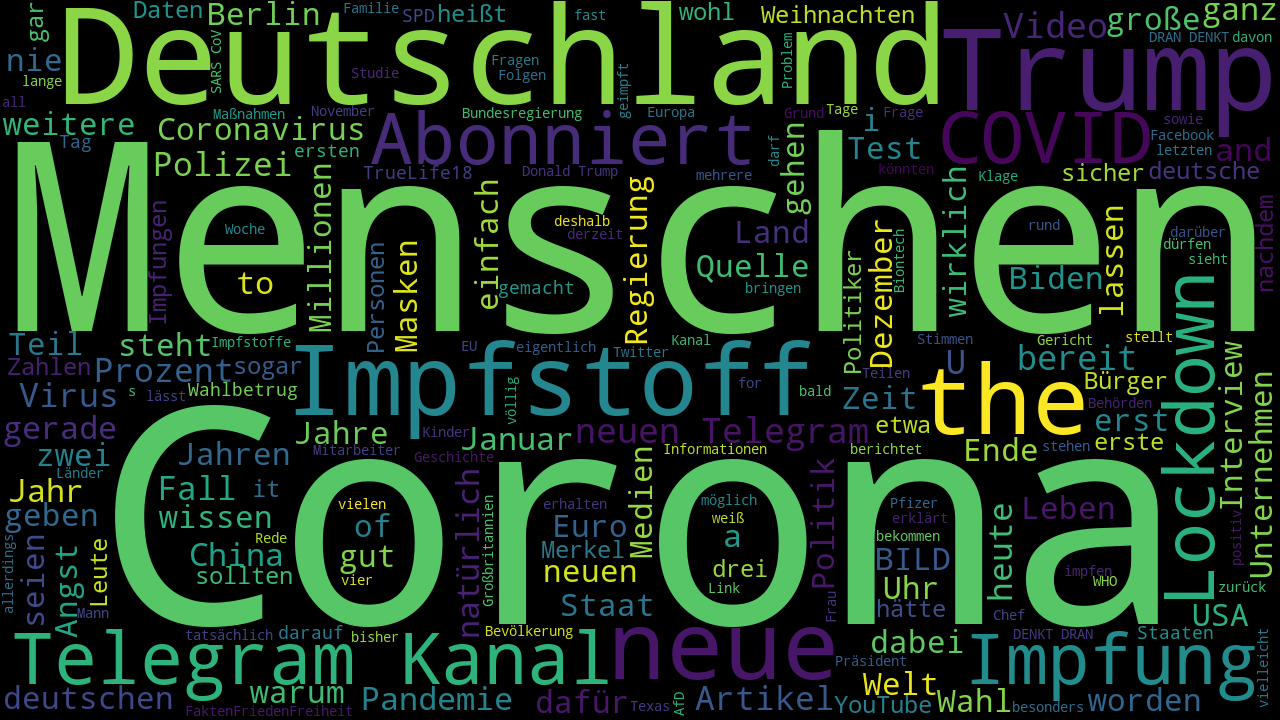 gar
Daten
Berlin
Familie
SPD
heißt
fast
wohl
Weihnachten
Video
große
ganz
Deutschland
Trump
nie
lange
all
SARS CoV
Studie
Fragen
Folgen
Problem
DRAN DENKT
davon
weitere
Tag
Maßnahmen
November
Coronavirus
ersten
Polizei
Abonniert
Bundesregierung
geimpft
Europa
Grund
Tage
i
Frage
Test
COVID
sowie
Facebook
letzten
and
TrueLife18
Donald Trump
mehrere
darf
gehen
könnten
Klage
sicher
deutsche
Menschen
Impfungen
Woche
to
Millionen
Personen
Masken
einfach
gemacht
deshalb
derzeit
Regierung
Land
Quelle
bringen
Politiker
Dezember
Biontech
wirklich
rund
Biden
lassen
darüber
dürfen
sieht
nachdem
Teil
steht
Impfstoffe
Zahlen
Prozent
sogar
EU
eigentlich
Twitter
Kanal
Stimmen
Gericht
stellt
Teilen
U
bereit
Virus
s
lässt
Wahlbetrug
Impfstoff
völlig
for
bald
Zeit
the
Bürger
Behörden
Lockdown
gerade
Jahre
Kinder
Januar
neuen Telegram
etwa
erst
erste
Interview
zwei
Länder
Jahren
Mitarbeiter
Geschichte
Informationen
berichtet
Ende
stehen
Corona
Jahr
geben
Fall
it
wissen
vielen
of
natürlich
Großbritannien
erhalten
Euro
Medien
möglich
weiß
a
Politik
Pfizer
erklärt
bekommen
heute
Leben
Unternehmen
positiv
allerdings
seien
Angst
Leute
China
Rede
sollten
gut
vier
Merkel
neuen
drei
Link
BILD
Uhr
impfen
WHO
zurück
Mann
Staat
Frau
hätte
Chef
USA
Telegram Kanal
tatsächlich
darauf
bisher
Bevölkerung
neue
dabei
DENKT DRAN
Staaten
Impfung
vielleicht
Präsident
deutschen
warum
FaktenFriedenFreiheit
Pandemie
dafür
Texas
AfD
Artikel
YouTube
Welt
Wahl
besonders
worden